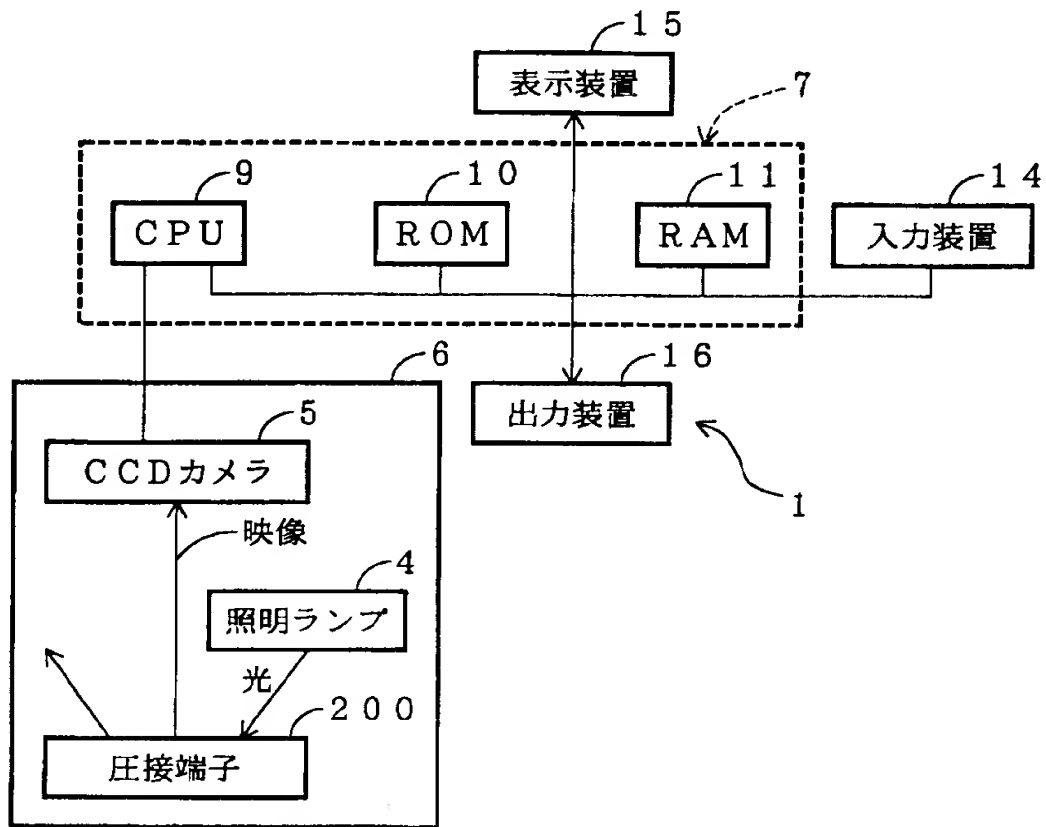 １５
表示装置
７
９
１０
１１
１４
ＣＰＵ
ＲＯＭ
ＲＡＭ
入力装置
６
１６
出力装置
５
ＣＣＤカメラ
１
映像
４
照明ランプ
光
２００
圧接端子